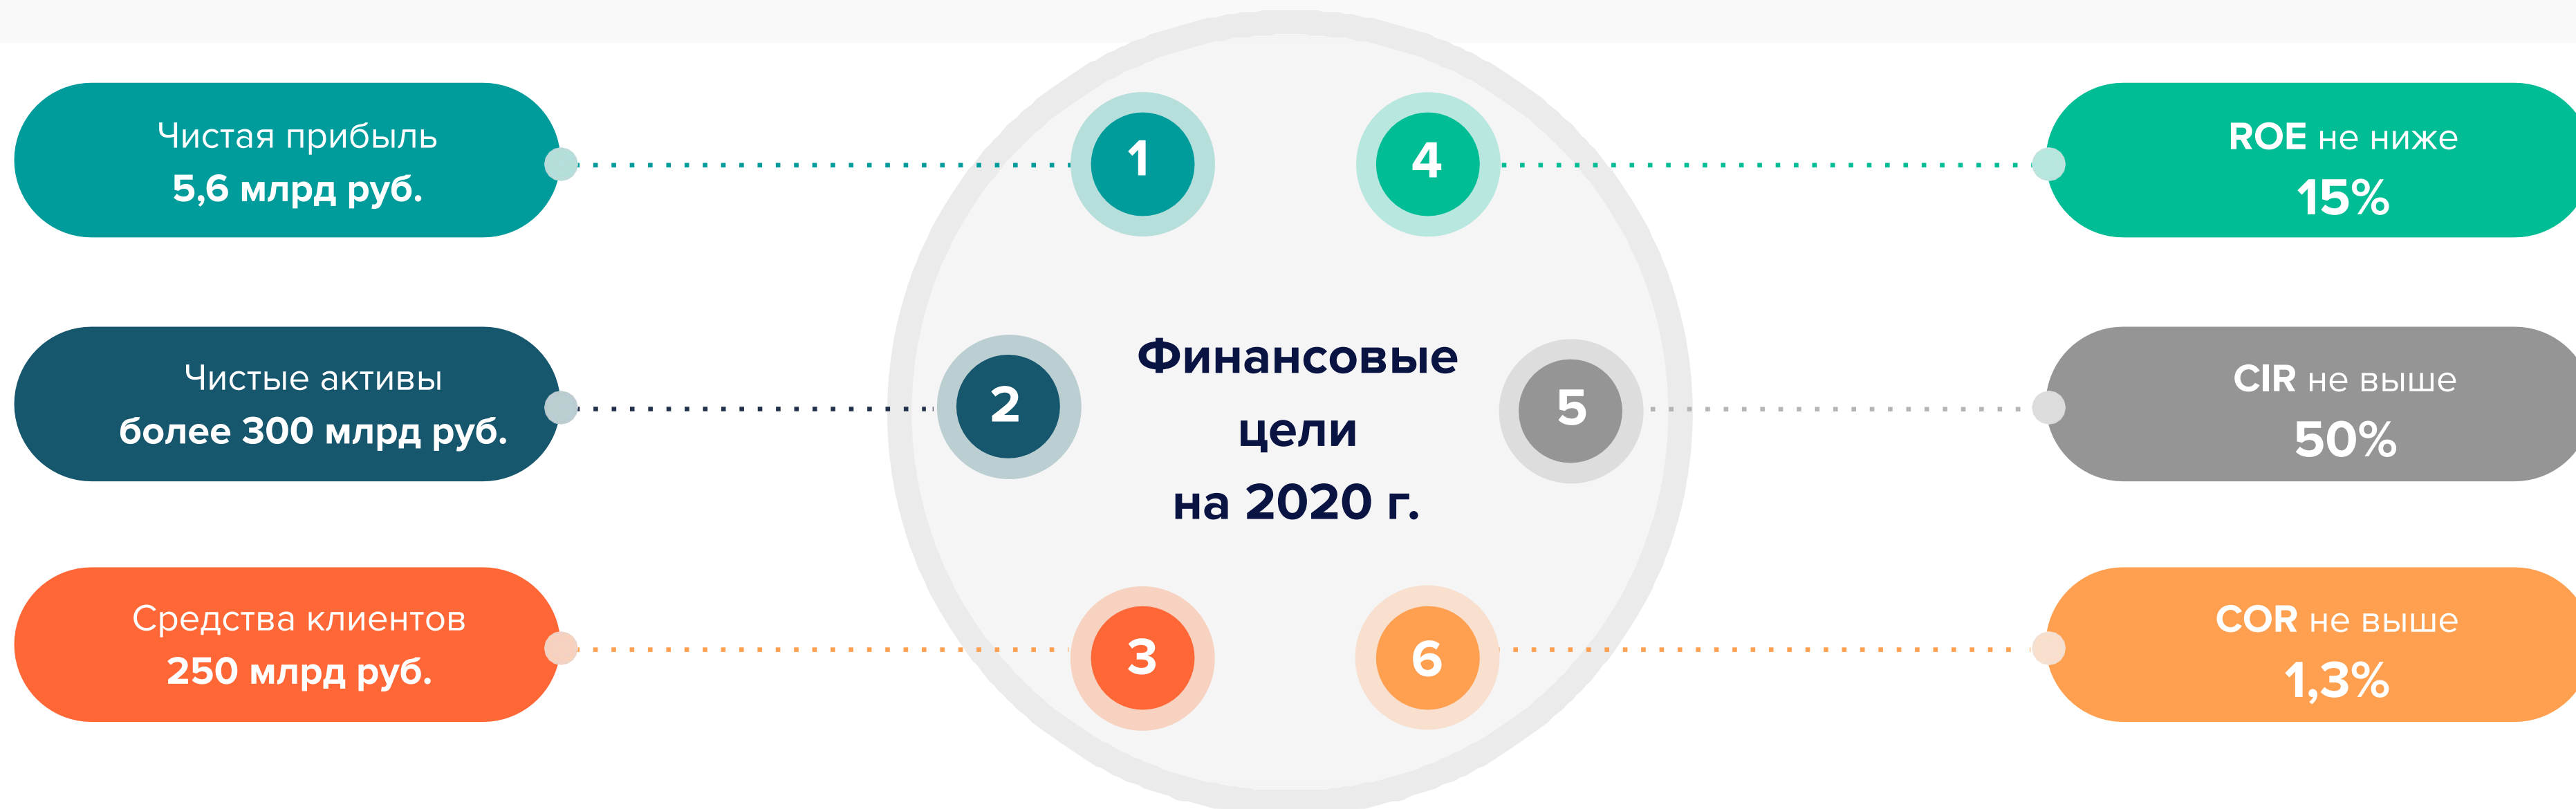 Чистая прибыль
5,6 млрд руб.
1
4
ROE не ниже
15%
Чистые активы
более 300 млрд руб.
2
Финансовые
цели
на 2020 г.
5
CIR не выше
50%
Средства клиентов
250 млрд руб.
3
6
COR не выше
1,3%